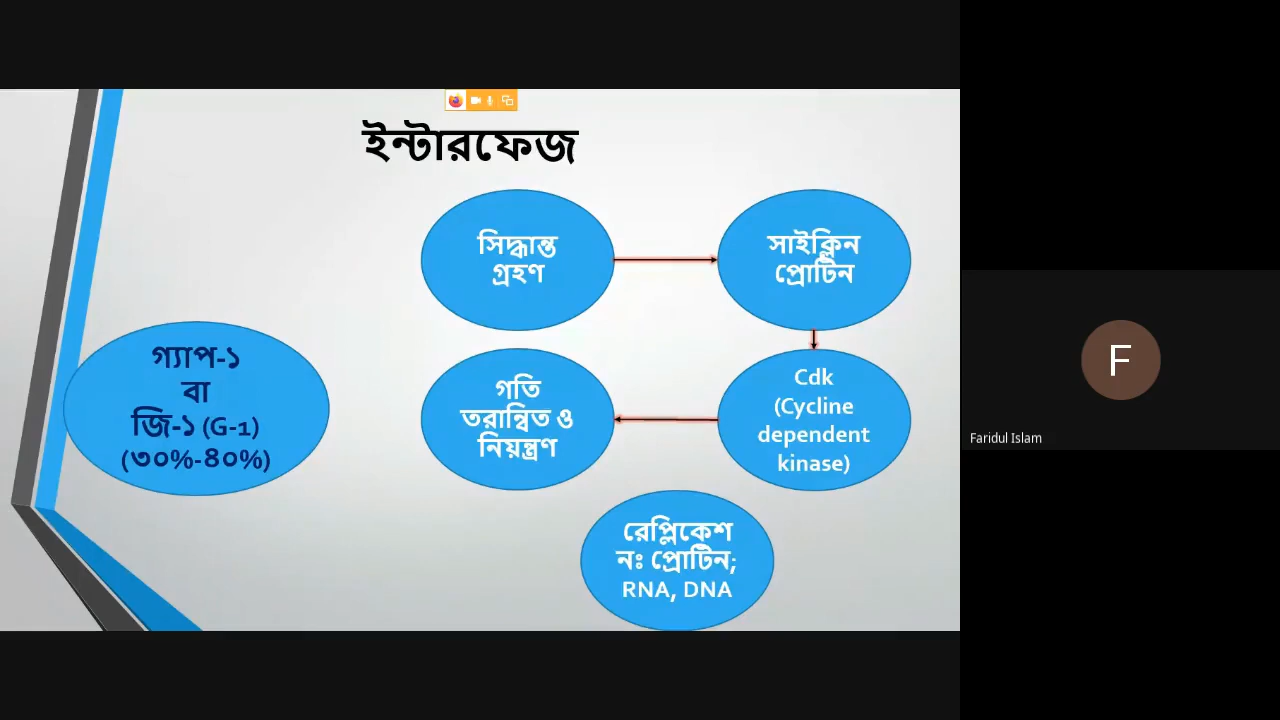 ইন্টারফেজ
সিদ্ধান্ত
গ্রহণ
সাইক্লিন
প্রোটিন
গ্যাপ-১
বা
জি-১ (G-1)
(৩০%-৪০%)
গতি
তরান্বিত ও
নিয়ন্ত্রণ
Cdk
(Cycline
dependent
kinase)
রেপ্লিকেশ
নঃ প্রোটিন;
RNA, DNA
F
Faridul Islam